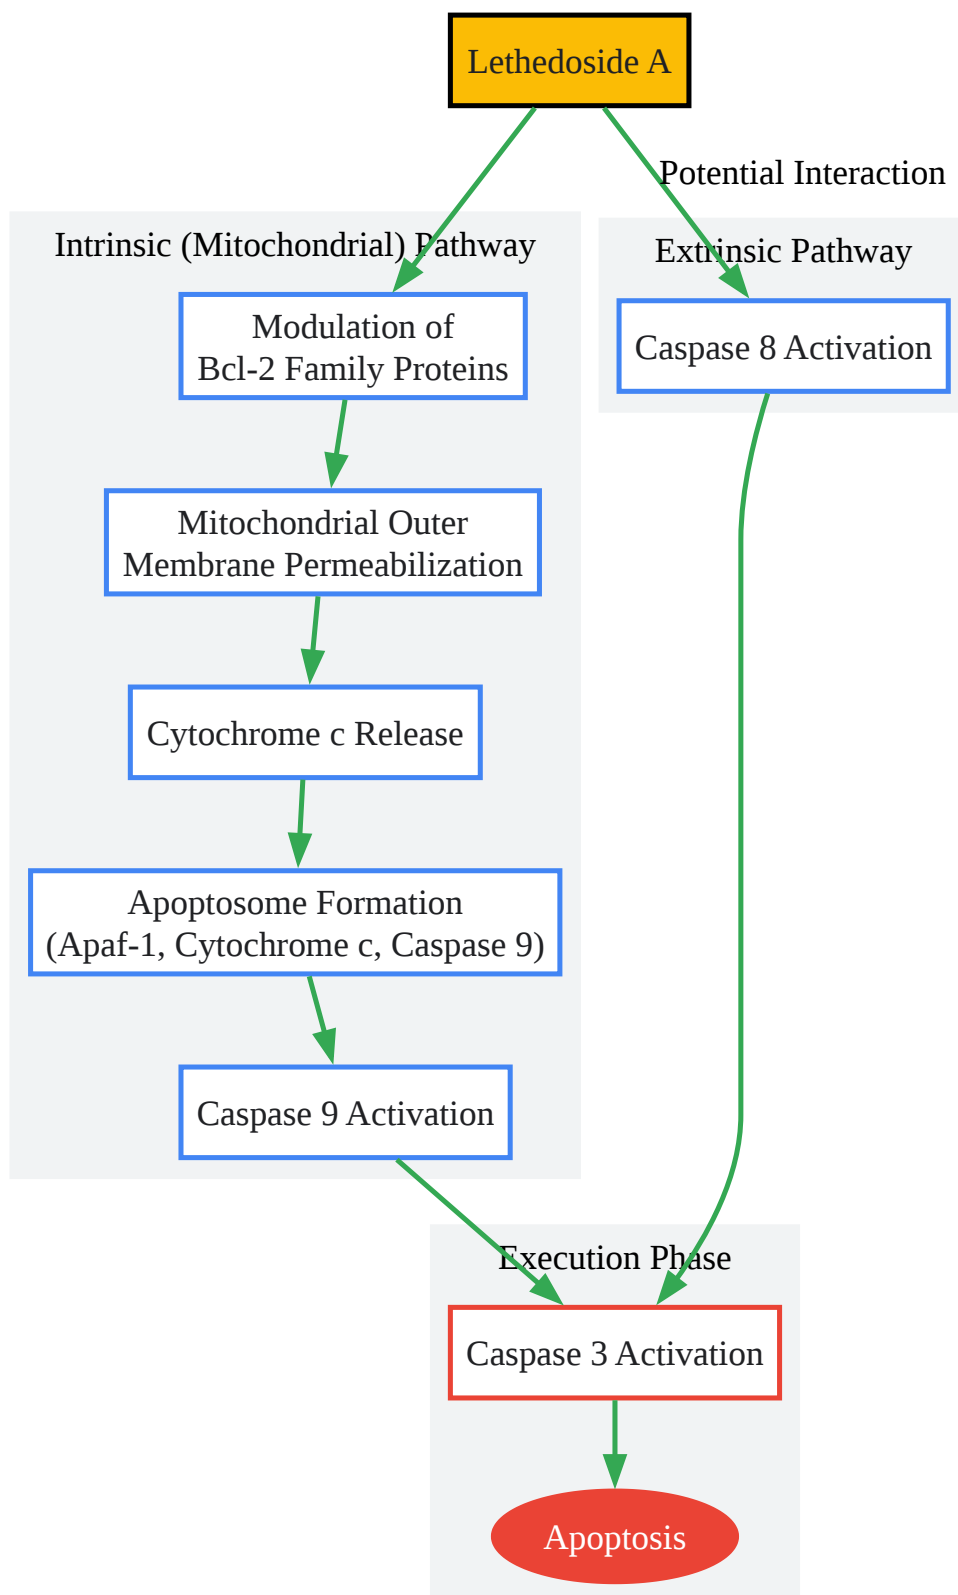 Lethedoside A
Potential Interaction
Intrinsic (Mitochondrial) Pathway
Extrinsic Pathway
Modulation of
Bcl-2 Family Proteins
Caspase 8 Activation
Mitochondrial Outer
Membrane Permeabilization
Cytochrome c Release
Apoptosome Formation
(Apaf-1, Cytochrome c, Caspase 9)
Caspase 9 Activation
Execution Phase
Caspase 3 Activation
Apoptosis